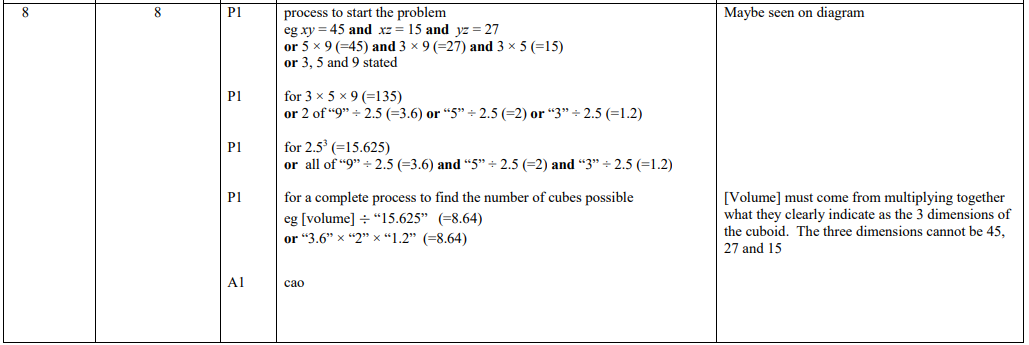 8 8 P1 process to start the problem Maybe seen on diagram
eg xy = 45 and xz = 15 and yz = 27
or 5 × 9 (=45) and 3 × 9 (=27) and 3 × 5 (=15)
or 3, 5 and 9 stated
P1 for 3 × 5 × 9 (=135)
or 2 of “9” ÷ 2.5 (=3.6) or “5” ÷ 2.5 (=2) or “3” ÷ 2.5 (=1.2)
P1 for 2.5³ (=15.625)
or all of “9” ÷ 2.5 (=3.6) and “5” ÷ 2.5 (=2) and “3” ÷ 2.5 (=1.2)
P1 for a complete process to find the number of cubes possible
eg [volume] ÷ “15.625” (=8.64)
or “3.6” × “2” × “1.2” (=8.64)
[Volume] must come from multiplying together
what they clearly indicate as the 3 dimensions of
the cuboid. The three dimensions cannot be 45,
27 and 15
A1 cao